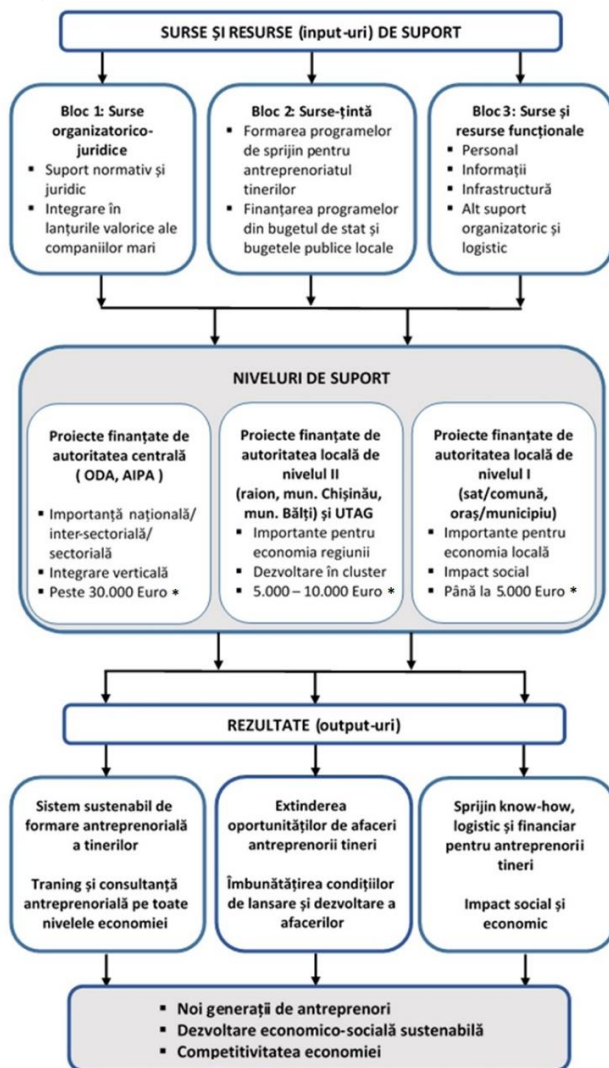 SURSE ȘI RESURSE (input-uri) DE SUPORT
Bloc 1: Surse
organizatorico-
juridice
▪ Suport normativ și
juridic
▪ Integrare în
lanțurile valorice ale
companiilor mari
Bloc 2: Surse-țintă
▪ Formarea programelor
de sprijin pentru
antreprenoriatul
tinerilor
▪ Finanțarea programelor
din bugetul de stat și
bugetele publice locale
Bloc 3: Surse și
resurse funcționale
▪ Personal
▪ Informații
▪ Infrastructură
▪ Alt suport
organizatoric și
logistic
NIVELURI DE SUPORT
Proiecte finanțate de
autoritatea centrală
( ODA, AIPA )
▪ Importanță națională/
inter-sectorială/
sectorială
▪ Integrare verticală
▪ Peste 30.000 Euro *
Proiecte finanțate de
autoritatea locală de
nivelul II
(raion, mun. Chișinău,
mun. Bălți) și UTAG
▪ Importante pentru
economia regiunii
▪ Dezvoltare în cluster
▪ 5.000 – 10.000 Euro *
Proiecte finanțate de
autoritatea locală de
nivelul I
(sat/comună,
oraș/municipiu)
▪ Importante pentru
economia locală
▪ Impact social
▪ Până la 5.000 Euro *
REZULTATE (output-uri)
Sistem sustenabil de
formare antreprenorială
a tinerilor
Traning și consultanță
antreprenorială pe toate
nivelele economiei
Extinderea
oportunităților de afaceri
antreprenorii tineri
Îmbunătățirea condițiilor
de lansare și dezvoltare a
afacerilor
Sprijin know-how,
logistic și financiar
pentru antreprenorii
tineri
Impact social și
economic
▪ Noi generații de antreprenori
▪ Dezvoltare economico-socială sustenabilă
▪ Competitivitatea economiei